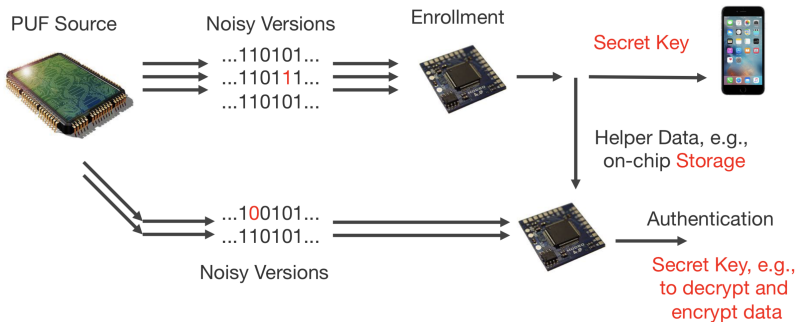 PUF Source
Noisy Versions
Enrollment
...110101...
...110111...
...110101...
Secret Key
Helper Data, e.g.,
on-chip Storage
...100101...
...110101...
Noisy Versions
Authentication
Secret Key, e.g.,
to decrypt and
encrypt data